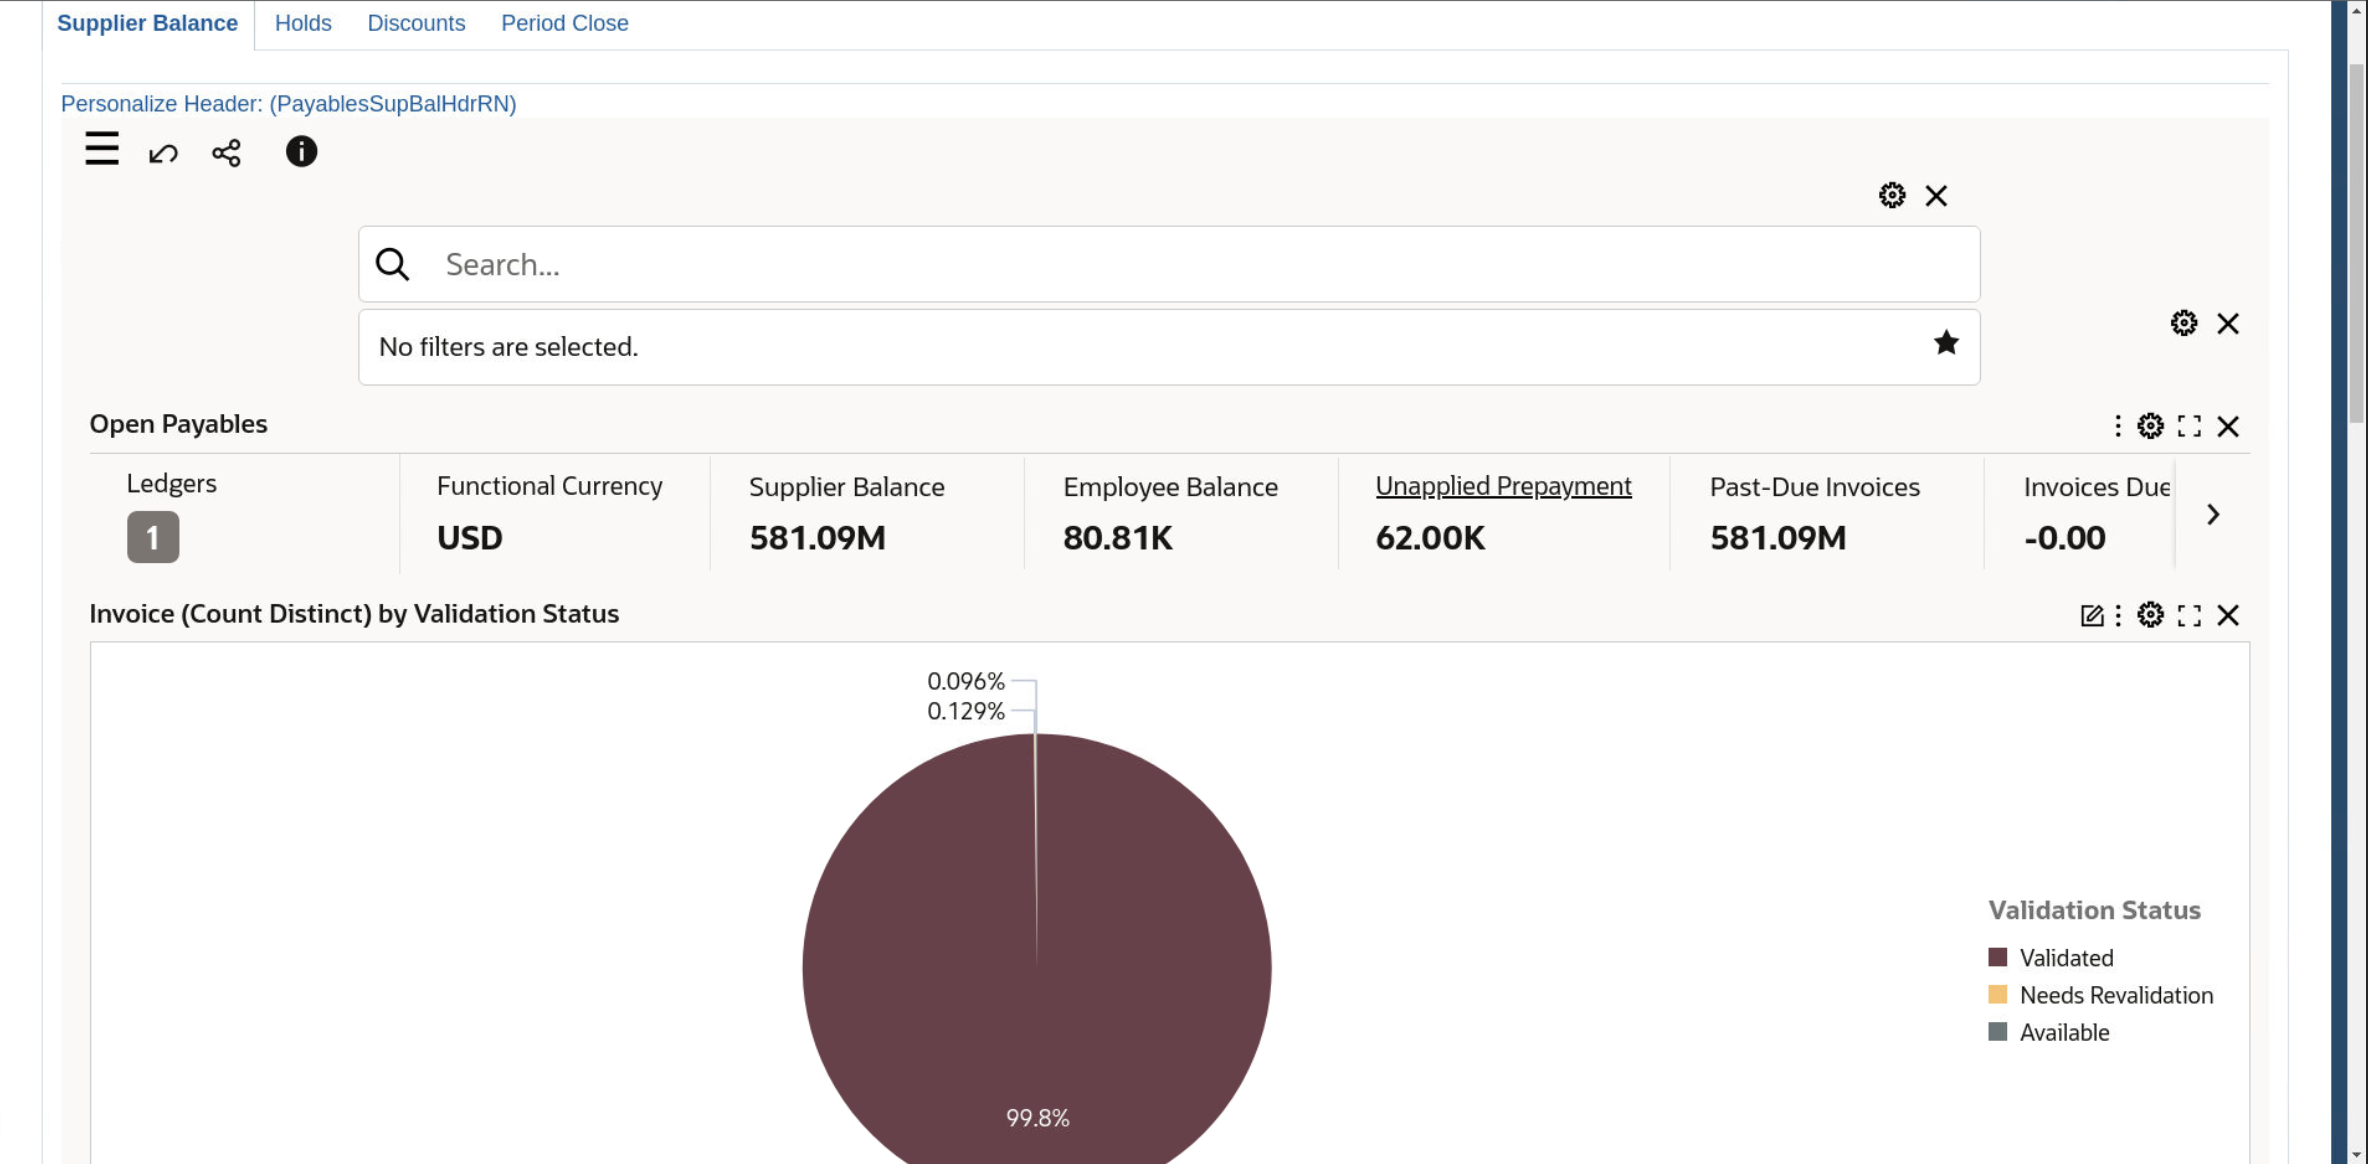 Supplier Balance Holds Discounts Period Close
Personalize Header: (PayablesSupBalHdrRN)
Search...
No filters are selected.
Open Payables
Ledgers Functional Currency Supplier Balance Employee Balance Unapplied Prepayment Past-Due Invoices Invoices Due
1 USD 581.09M 80.81K 62.00K 581.09M -0.00
Invoice (Count Distinct) by Validation Status
0.096%
0.129%
Validation Status
Validated
Needs Revalidation
Available
99.8%